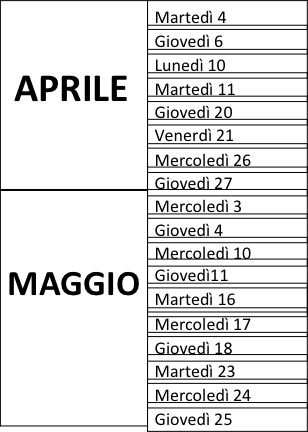 APRILE
Martedì 4
Giovedì 6
Lunedì 10
Martedì 11
Giovedì 20
Venerdì 21
Mercoledì 26
Giovedì 27
MAGGIO
Mercoledì 3
Giovedì 4
Mercoledì 10
Giovedì11
Martedì 16
Mercoledì 17
Giovedì 18
Martedì 23
Mercoledì 24
Giovedì 25